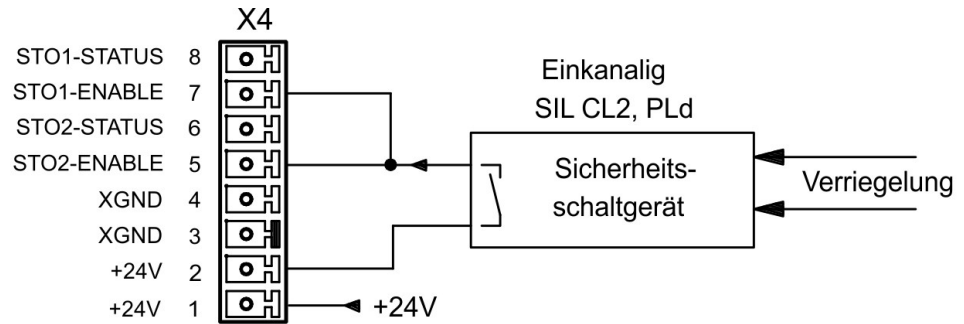 X4
STO1-STATUS 8
STO1-ENABLE 7
STO2-STATUS 6
STO2-ENABLE 5
XGND 4
XGND 3
+24V 2
+24V 1
+24V
Einkanalig
SIL CL2, PLd
Sicherheits-
schaltgerät
Verriegelung